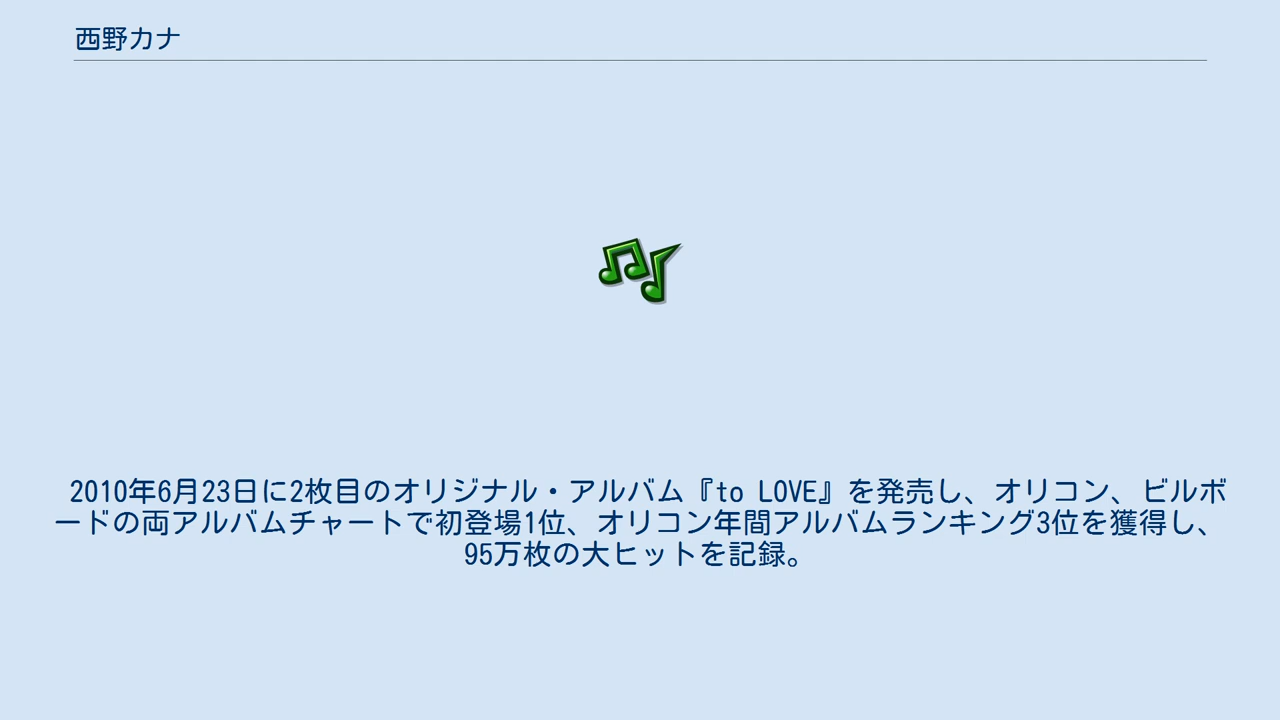 西野カナ
2010年6月23日に2枚目のオリジナル・アルバム『to LOVE』を発売し、オリコン、ビルボ
ードの両アルバムチャートで初登場1位、オリコン年間アルバムランキング3位を獲得し、
95万枚の大ヒットを記録。